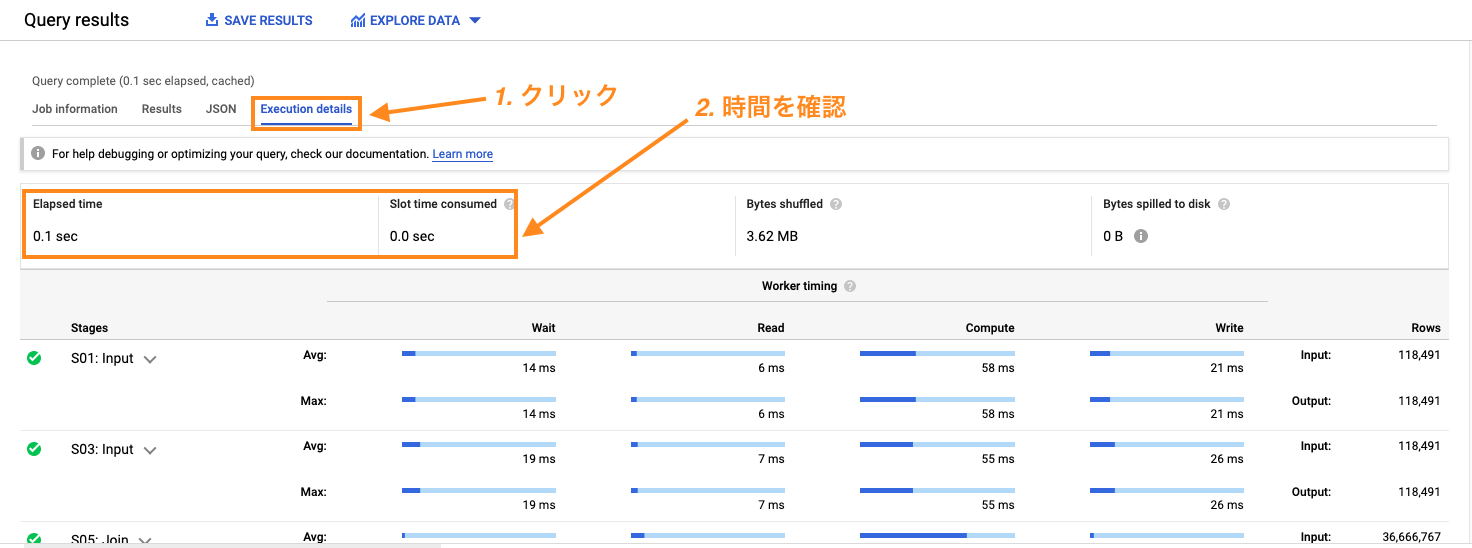 Query results SAVE RESULTS EXPLORE DATA
Query complete (0.1 sec elapsed, cached)
1. クリック
2. 時間を確認
Job information Results JSON Execution details
For help debugging or optimizing your query, check our documentation. Learn more
Elapsed time Slot time consumed Bytes shuffled Bytes spilled to disk
0.1 sec 0.0 sec 3.62 MB 0 B
Worker timing
Stages Wait Read Compute Write Rows
S01: Input Avg: 14 ms 6 ms 58 ms 21 ms Input: 118,491
Max: 14 ms 6 ms 58 ms 21 ms Output: 118,491
S03: Input Avg: 19 ms 7 ms 55 ms 26 ms Input: 118,491
Max: 19 ms 7 ms 55 ms 26 ms Output: 118,491
S05: Join Avg: Input: 36,666,767